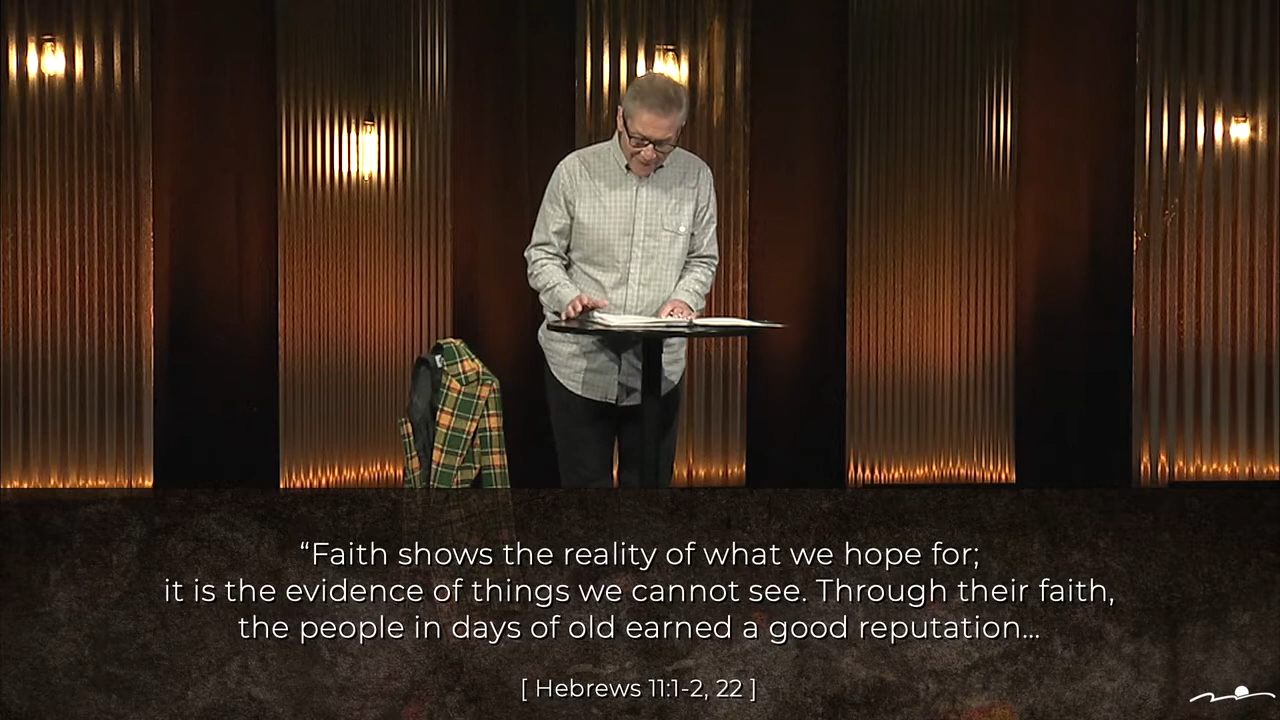 “Faith shows the reality of what we hope for;
it is the evidence of things we cannot see. Through their faith,
the people in days of old earned a good reputation...
[ Hebrews 11:1-2, 22 ]